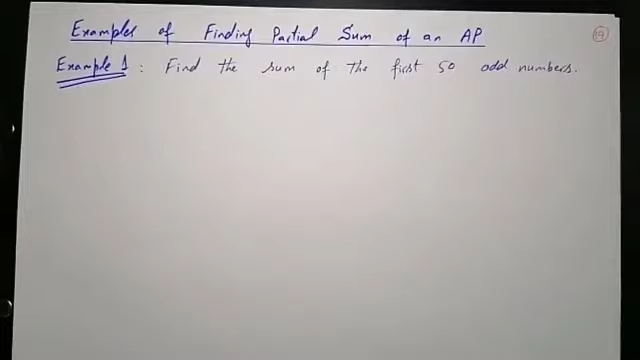 Examples of Finding Partial Sum of an AP
19
Example 1 : Find the sum of the first 50 odd numbers.